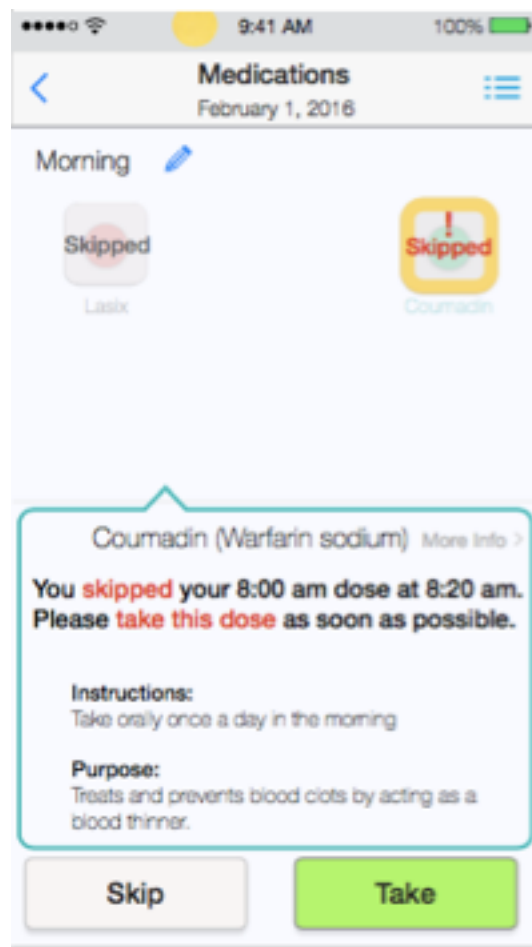 9:41 AM 100%
Medications
February 1, 2016
Morning
Skipped
!
Skipped
Lasix
Coumadin
Coumadin (Warfarin sodium) More Info >
You skipped your 8:00 am dose at 8:20 am.
Please take this dose as soon as possible.
Instructions:
Take orally once a day in the morning
Purpose:
Treats and prevents blood clots by acting as a
blood thinner.
Skip
Take